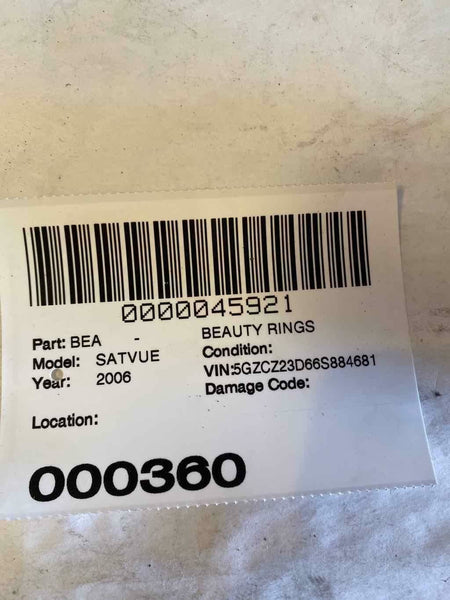 0000045921
Part: BEA - BEAUTY RINGS
Model: SATVUE Condition:
Year: 2006 VIN:5GZCZ23D66S884681
Damage Code:
Location:
000360